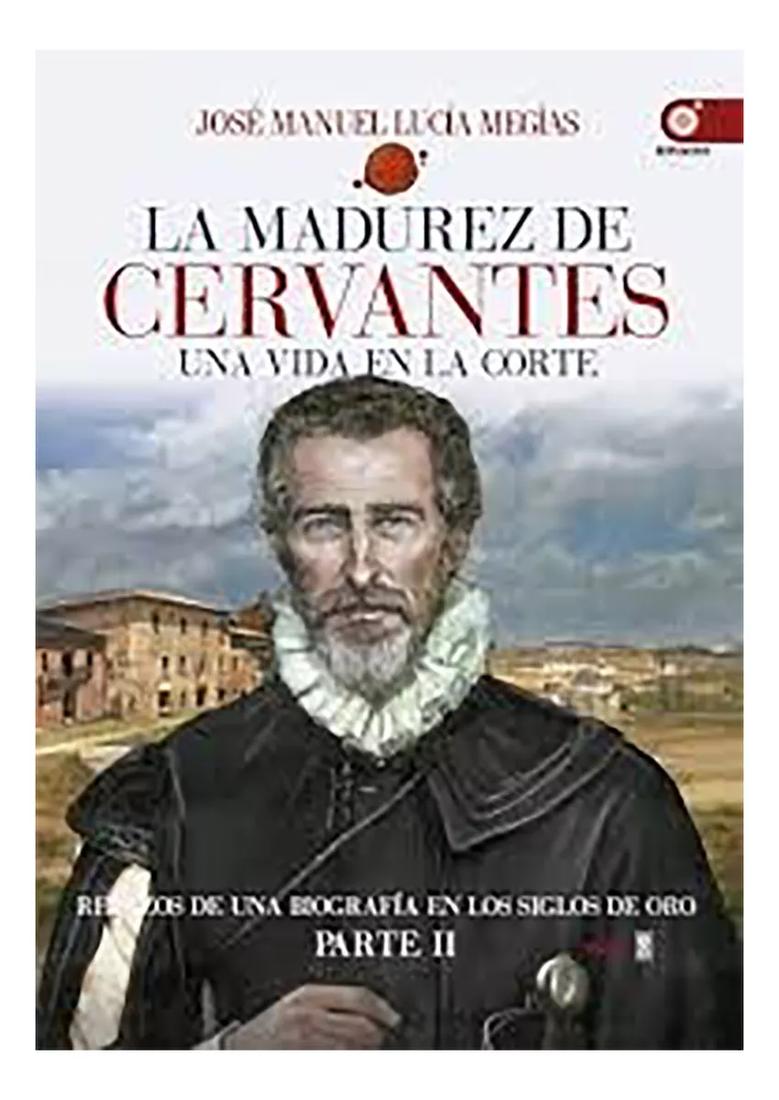 JOSÉ MANUEL LUCÍA MEGÍAS
LA MADUREZ DE
CERVANTES
UNA VIDA EN LA CORTE
DE UNA BIOGRAFÍA EN LOS SIGLOS DE ORO
PARTE II